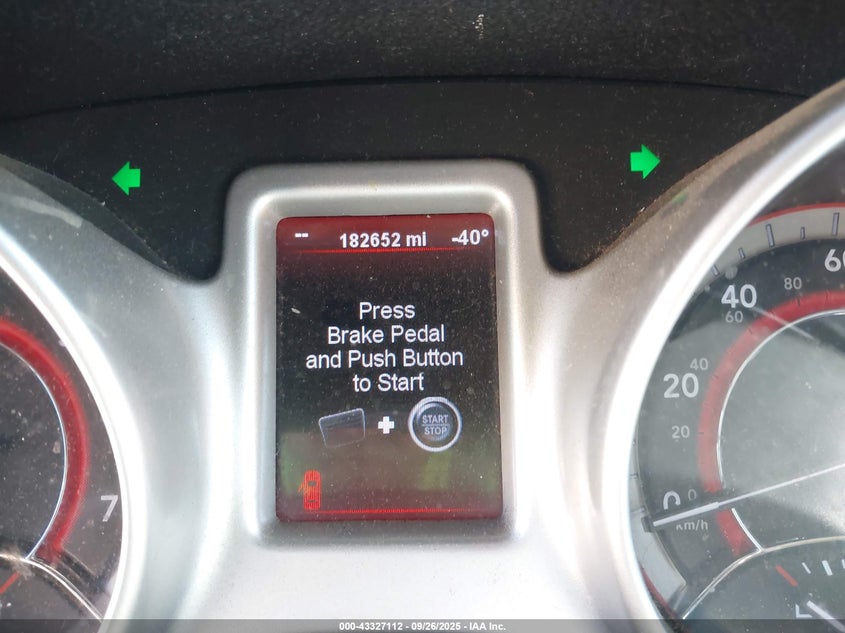 -- 182652 mi -40°
Press
Brake Pedal
and Push Button
to Start
START
STOP
7
60
80
40
60
40
20
20
0
0
km/h
000-43327112 - 09/26/2025 - IAA Inc.